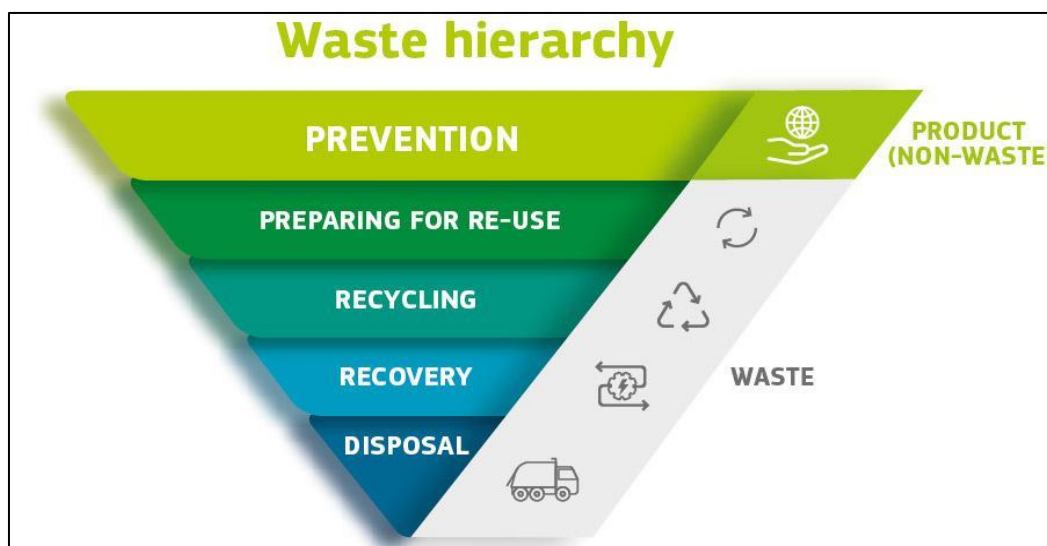 Waste hierarchy
PREVENTION
PRODUCT
(NON-WASTE
PREPARING FOR RE-USE
RECYCLING
RECOVERY
WASTE
DISPOSAL